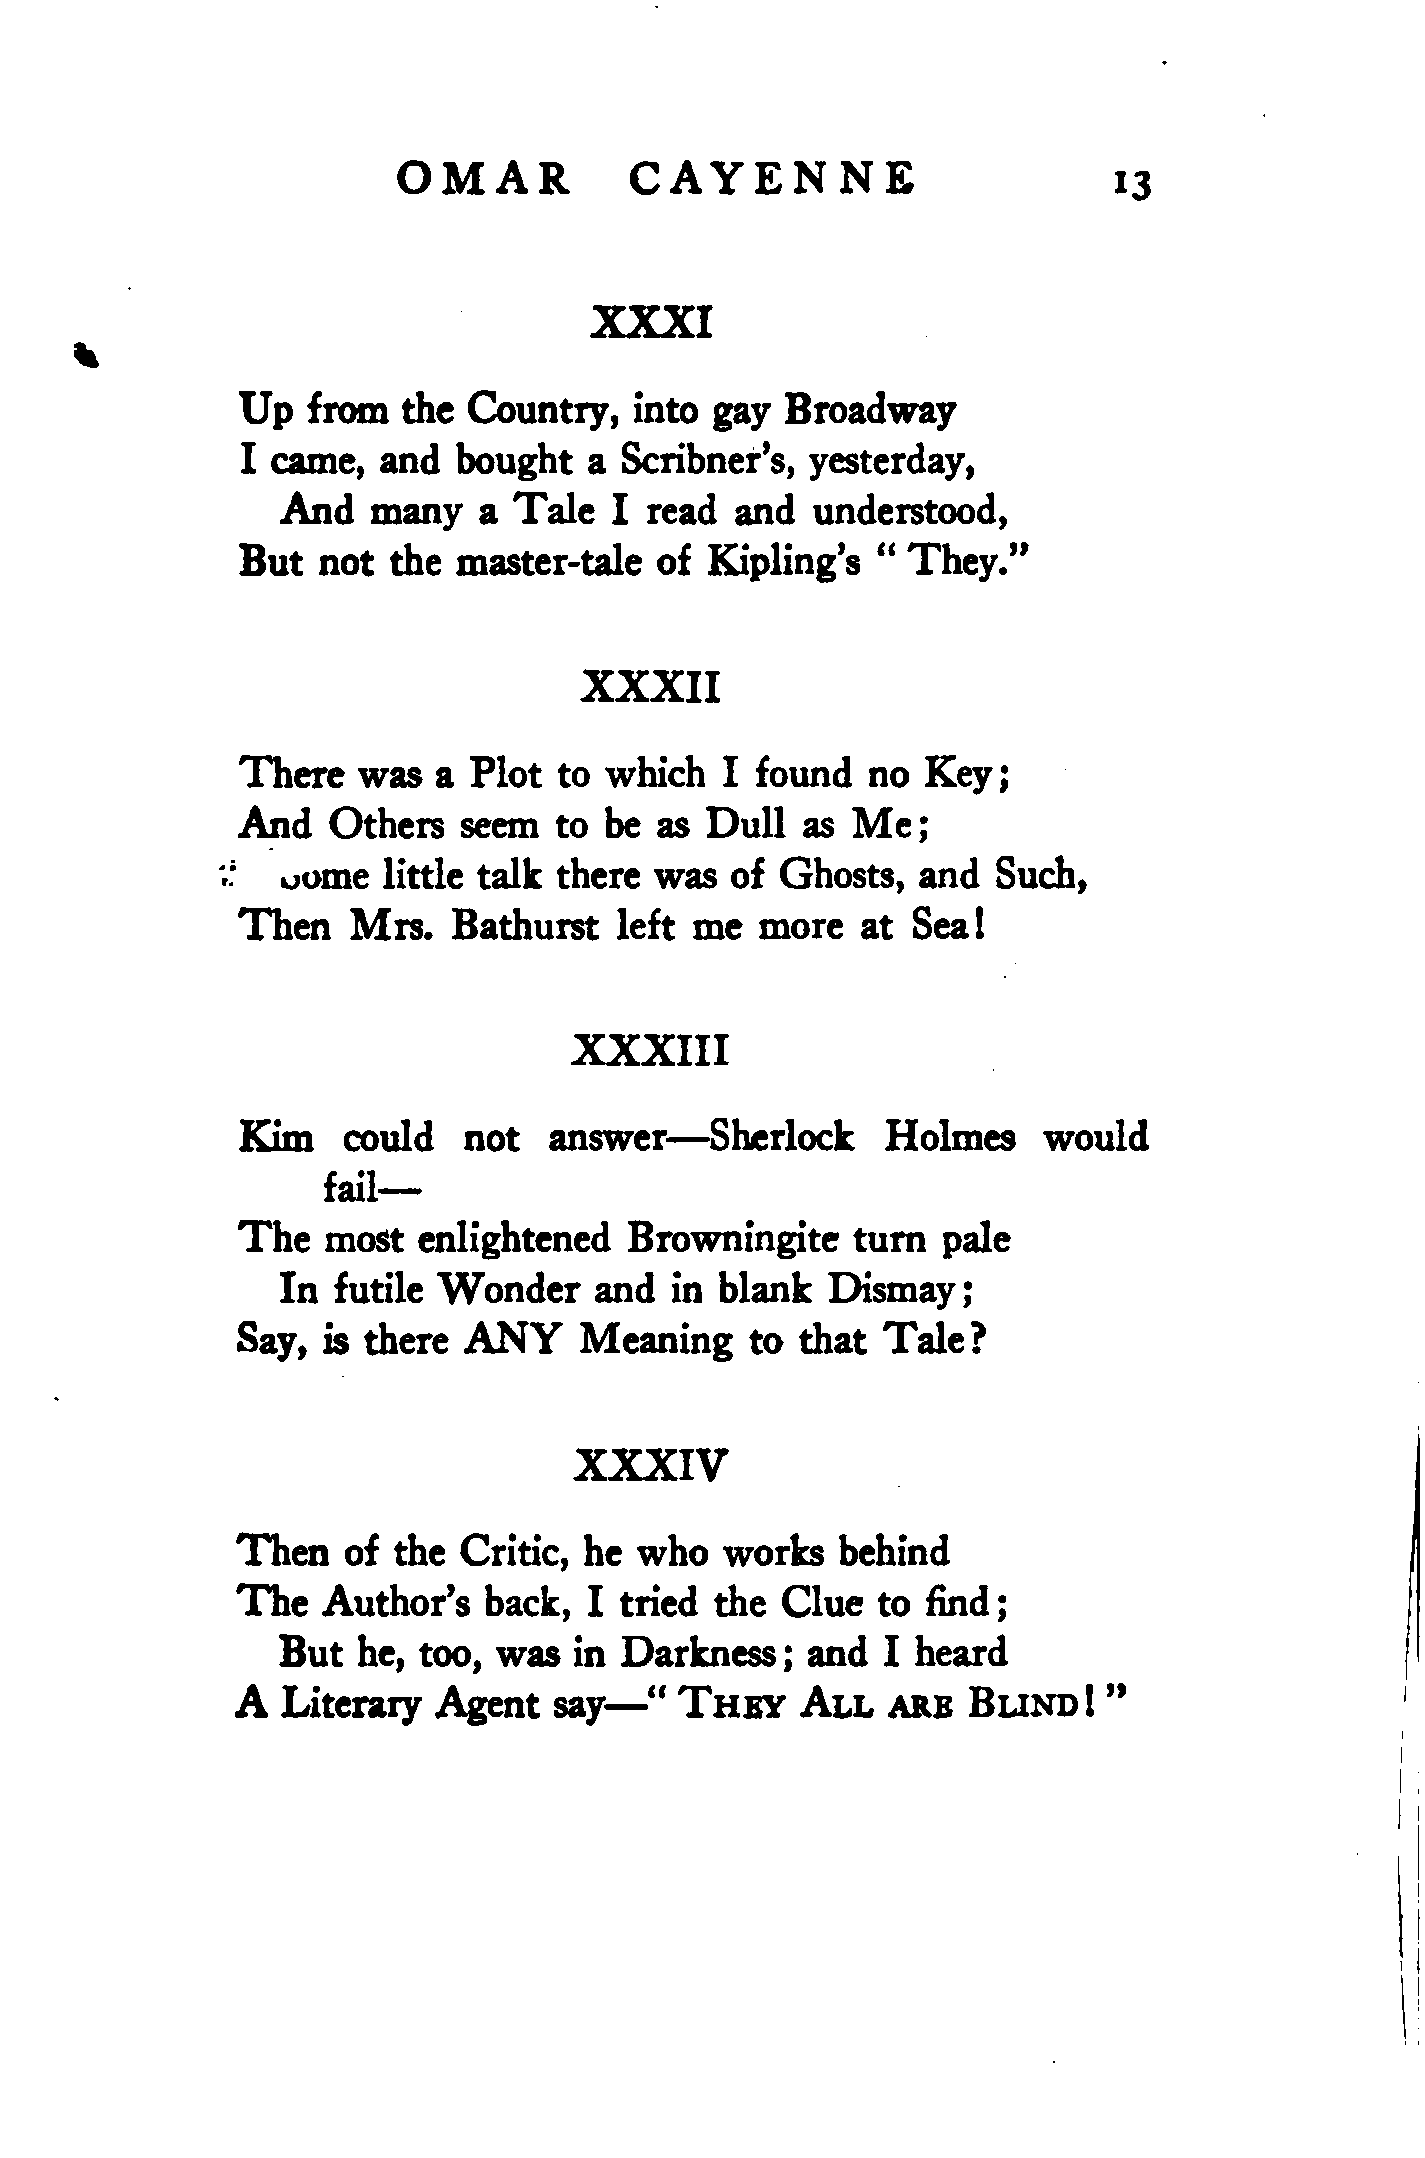 OMAR CAYENNE 13
XXXI
Up from the Country, into gay Broadway
I came, and bought a Scribner's, yesterday,
And many a Tale I read and understood,
But not the master-tale of Kipling's " They."
XXXII
There was a Plot to which I found no Key;
And Others seem to be as Dull as Me;
Some little talk there was of Ghosts, and Such,
Then Mrs. Bathurst left me more at Sea!
XXXIII
Kim could not answer—Sherlock Holmes would
fail—
The most enlightened Browningite turn pale
In futile Wonder and in blank Dismay;
Say, is there ANY Meaning to that Tale?
XXXIV
Then of the Critic, he who works behind
The Author's back, I tried the Clue to find;
But he, too, was in Darkness; and I heard
A Literary Agent say—" THEY ALL ARE BLIND! "